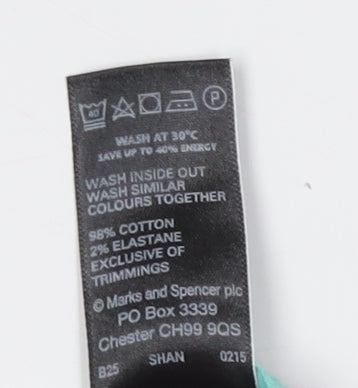 40 P
WASH AT 30°C
SAVE UP TO 40% ENERGY
WASH INSIDE OUT
WASH SIMILAR
COLOURS TOGETHER
98% COTTON
2% ELASTANE
EXCLUSIVE OF
TRIMMINGS
© Marks and Spencer plc
PO Box 3339
Chester CH99 9QS
B25 SHAN 0215